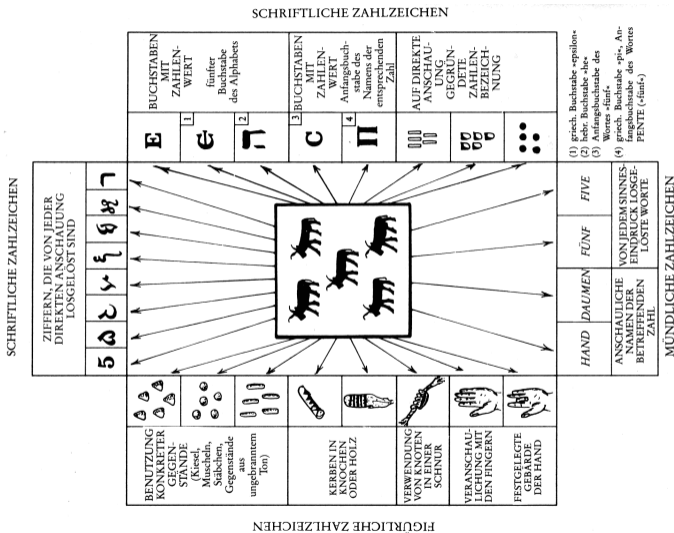 SCHRIFTLICHE ZAHLZEICHEN
SCHRIFTLICHE ZAHLZEICHEN
ZIFFERN, DIE VON JEDER
DIREKTEN ANSCHAUUNG
LOSGELÖST SIND
5
BUCHSTABEN
MIT
ZAHLEN-
WERT
fünfter
Buchstabe
des Alphabets
E
1
Є
2
ה
BUCHSTABEN
MIT
ZAHLEN-
WERT
Anfangsbuch-
stabe des
Namens der
entsprechenden
Zahl
3
C
4
Π
AUF DIREKTE
ANSCHAU-
UNG
GEGRÜN-
DETE
ZAHLEN-
BEZEICH-
NUNG
(1) griech. Buchstabe »epsilon«
(2) hebr. Buchstabe »he«
(3) Anfangsbuchstabe des
Wortes »fünf«
(4) griech. Buchstabe »pi«, An-
fangsbuchstabe des Wortes
PENTE (»fünf«)
BENUTZUNG
KONKRETER
GEGEN-
STÄNDE
(Kiesel,
Muscheln,
Stäbchen,
Gegenstände
aus
ungebranntem
Ton)
KERBEN IN
KNOCHEN
ODER HOLZ
VERWENDUNG
VON KNOTEN
IN EINER
SCHNUR
VERANSCHAU-
LICHUNG MIT
DEN FINGERN
FESTGELEGTE
GEBÄRDE
DER HAND
FIGÜRLICHE ZAHLZEICHEN
HAND
DAUMEN
FÜNF
FIVE
ANSCHAULICHE
NAMEN DER
BETREFFENDEN
ZAHL
VON JEDEM SINNES-
EINDRUCK LOSGE-
LÖSTE WORTE
MÜNDLICHE ZAHLZEICHEN